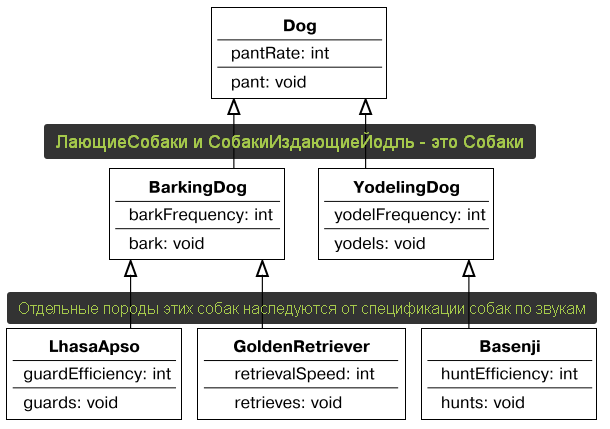 Dog
pantRate: int
pant: void
ЛающиеСобаки и СобакиИздающиеЙодль - это Собаки
BarkingDog
barkFrequency: int
bark: void
YodelingDog
yodelFrequency: int
yodels: void
Отдельные породы этих собак наследуются от спецификации собак по звукам
LhasaApso
guardEfficiency: int
guards: void
GoldenRetriever
retrievalSpeed: int
retrieves: void
Basenji
huntEfficiency: int
hunts: void